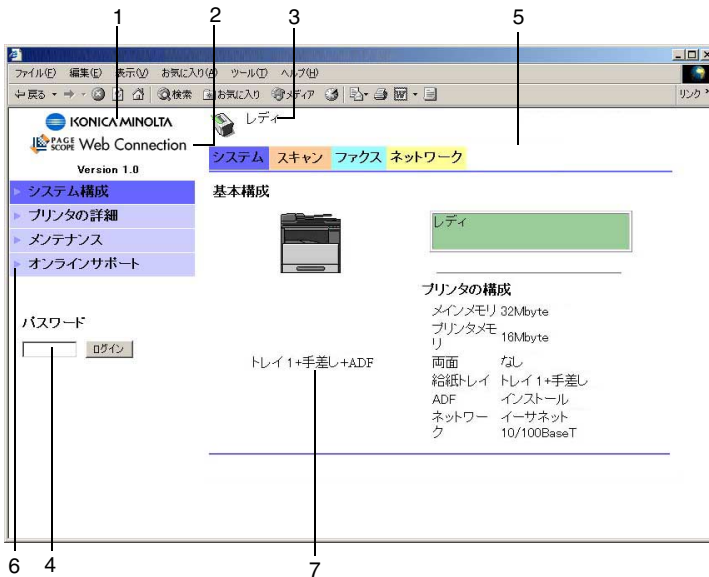 1 2 3 5
ファイル(F) 編集(E) 表示(V) お気に入り(A) ツール(T) ヘルプ(H)
戻る 検索 お気に入り メディア リンク
KONICA MINOLTA
レディ
PAGE SCOPE Web Connection
Version 1.0
システム スキャン ファクス ネットワーク
システム構成
プリンタの詳細
メンテナンス
オンラインサポート
パスワード
ログイン
基本構成
レディ
トレイ 1+手差し+ADF
プリンタの構成
メインメモリ 32Mbyte
プリンタメモ
リ 16Mbyte
両面 なし
給紙トレイ トレイ 1+手差し
ADF インストール
ネットワー イーサネット
ク 10/100BaseT
6 4 7